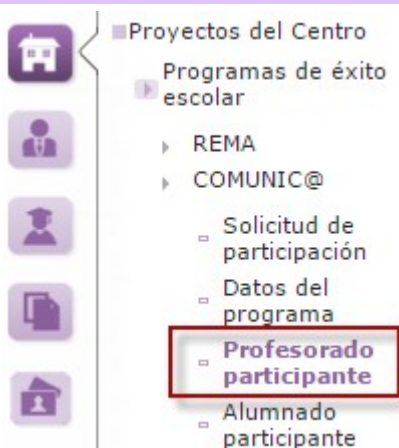 Proyectos del Centro
Programas de éxito
escolar
REMA
COMUNIC@
Solicitud de
participación
Datos del
programa
Profesorado
participante
Alumnado
participante